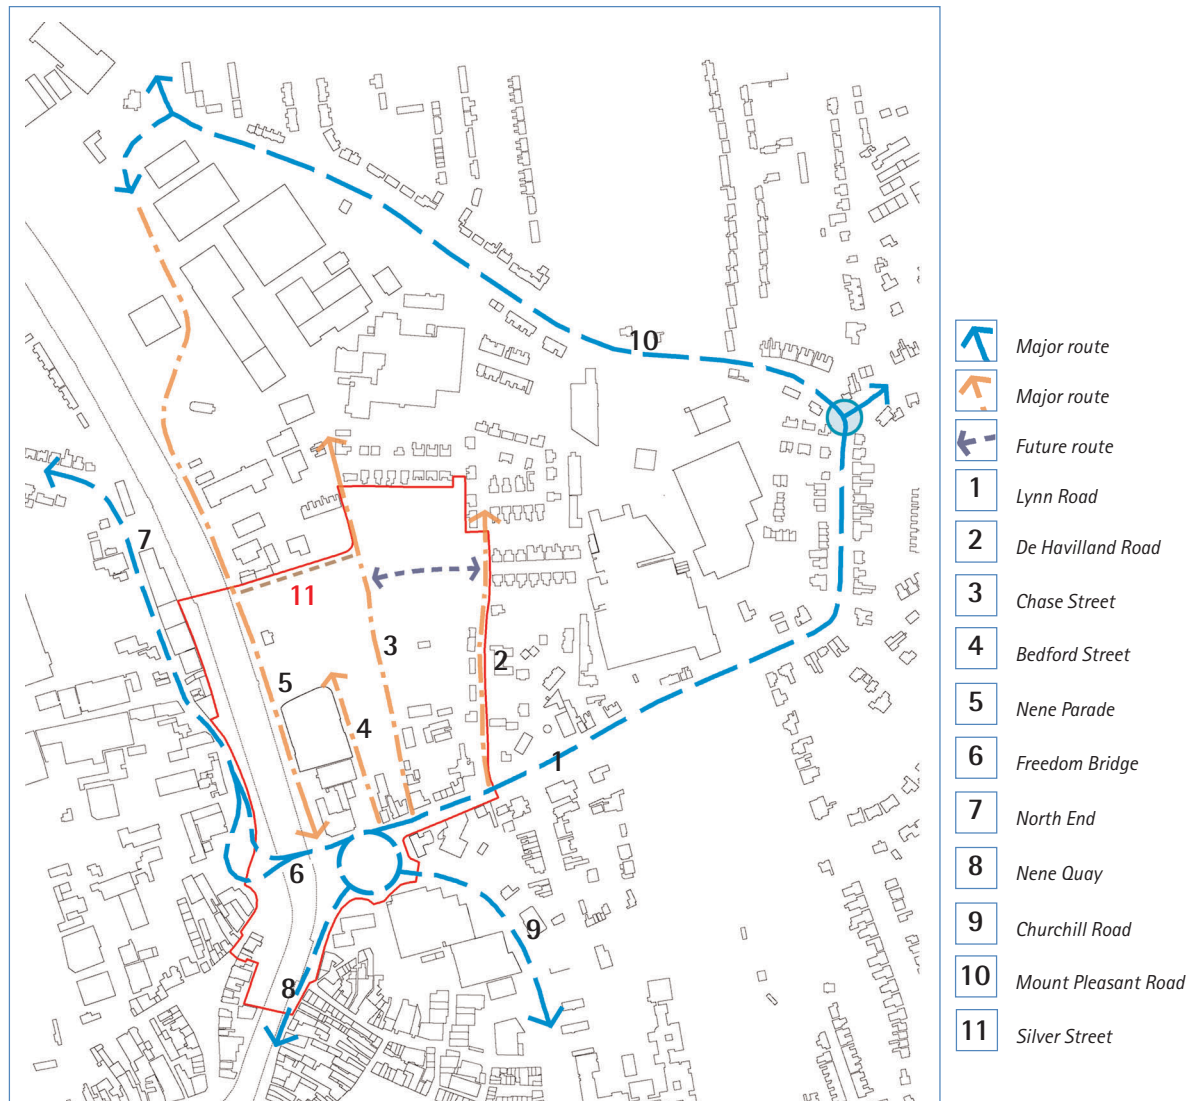 10
7
11
3
2
5
4
1
6
9
8
Major route
Major route
Future route
1 Lynn Road
2 De Havilland Road
3 Chase Street
4 Bedford Street
5 Nene Parade
6 Freedom Bridge
7 North End
8 Nene Quay
9 Churchill Road
10 Mount Pleasant Road
11 Silver Street